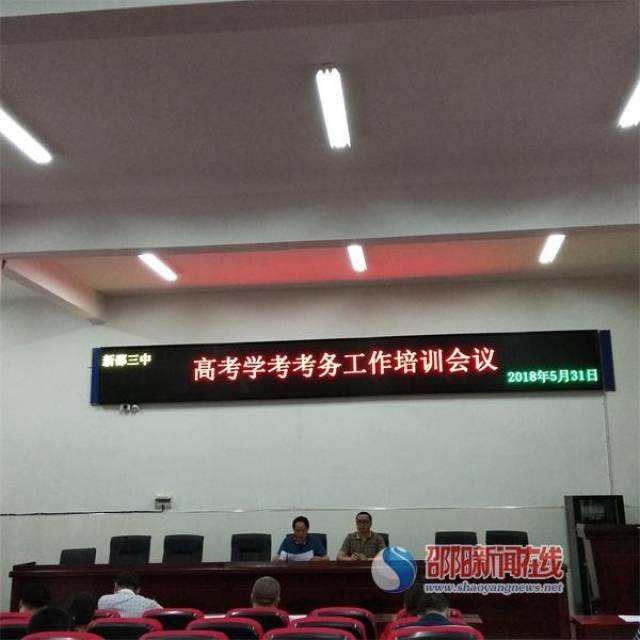 新邵三中
高考学考考务工作培训会议
2018年5月31日
邵阳新闻在线
www.shaoyangnews.net